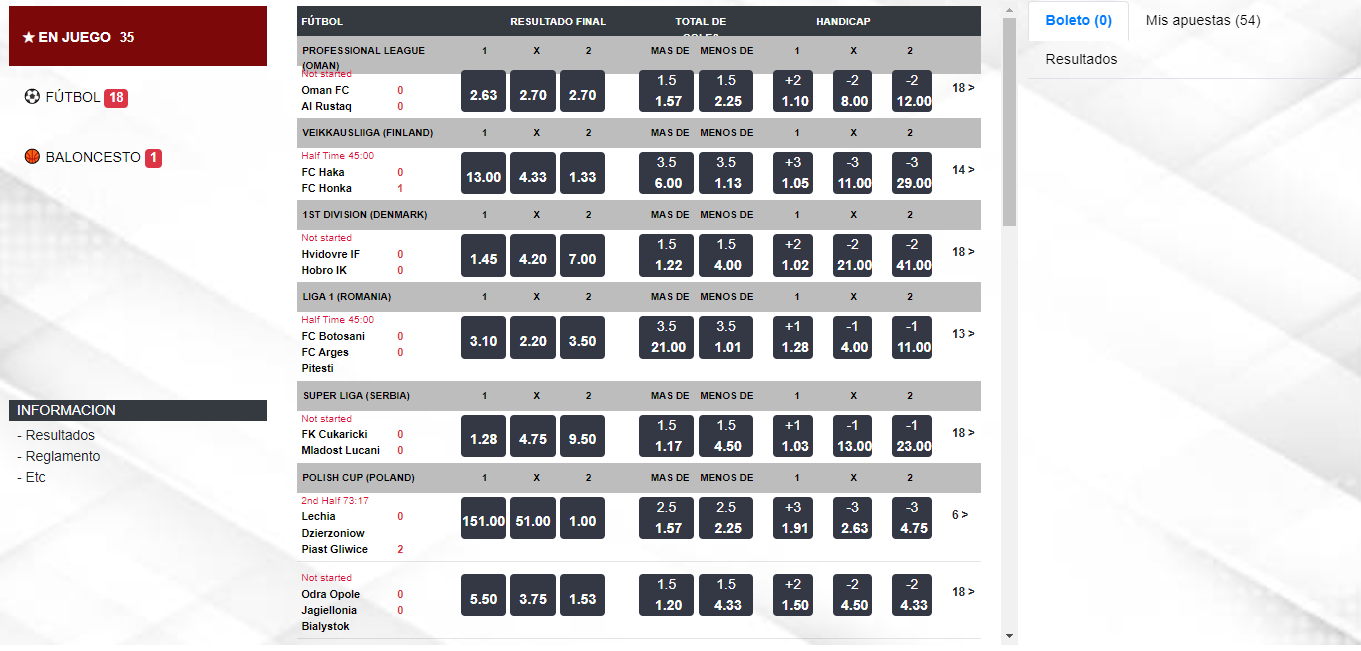 ★ EN JUEGO 35
FÚTBOL 18
BALONCESTO 1
INFORMACION
- Resultados
- Reglamento
- Etc
FÚTBOL RESULTADO FINAL TOTAL DE GOLES HANDICAP
PROFESSIONAL LEAGUE (OMAN) 1 X 2 MAS DE MENOS DE 1 X 2
Not started
1.5 1.5 +2 -2 -2
Oman FC 0
2.63 2.70 2.70 1.57 2.25 1.10 8.00 12.00 18 >
Al Rustaq 0
VEIKKAUSLIIGA (FINLAND) 1 X 2 MAS DE MENOS DE 1 X 2
Half Time 45:00
3.5 3.5 +3 -3 -3
FC Haka 0
13.00 4.33 1.33 6.00 1.13 1.05 11.00 29.00 14 >
FC Honka 1
1ST DIVISION (DENMARK) 1 X 2 MAS DE MENOS DE 1 X 2
Not started
1.5 1.5 +2 -2 -2
Hvidovre IF 0
1.45 4.20 7.00 1.22 4.00 1.02 21.00 41.00 18 >
Hobro IK 0
LIGA 1 (ROMANIA) 1 X 2 MAS DE MENOS DE 1 X 2
Half Time 45:00
3.5 3.5 +1 -1 -1
FC Botosani 0
3.10 2.20 3.50 21.00 1.01 1.28 4.00 11.00 13 >
FC Arges 0
Pitesti
SUPER LIGA (SERBIA) 1 X 2 MAS DE MENOS DE 1 X 2
Not started
1.5 1.5 +1 -1 -1
FK Cukaricki 0
1.28 4.75 9.50 1.17 4.50 1.03 13.00 23.00 18 >
Mladost Lucani 0
POLISH CUP (POLAND) 1 X 2 MAS DE MENOS DE 1 X 2
2nd Half 73:17
2.5 2.5 +3 -3 -3
Lechia 0
151.00 51.00 1.00 1.57 2.25 1.91 2.63 4.75 6 >
Dzierzoniow
Piast Gliwice 2
Not started
1.5 1.5 +2 -2 -2
Odra Opole 0
5.50 3.75 1.53 1.20 4.33 1.50 4.50 4.33 18 >
Jagiellonia 0
Bialystok
Boleto (0) Mis apuestas (54)
Resultados